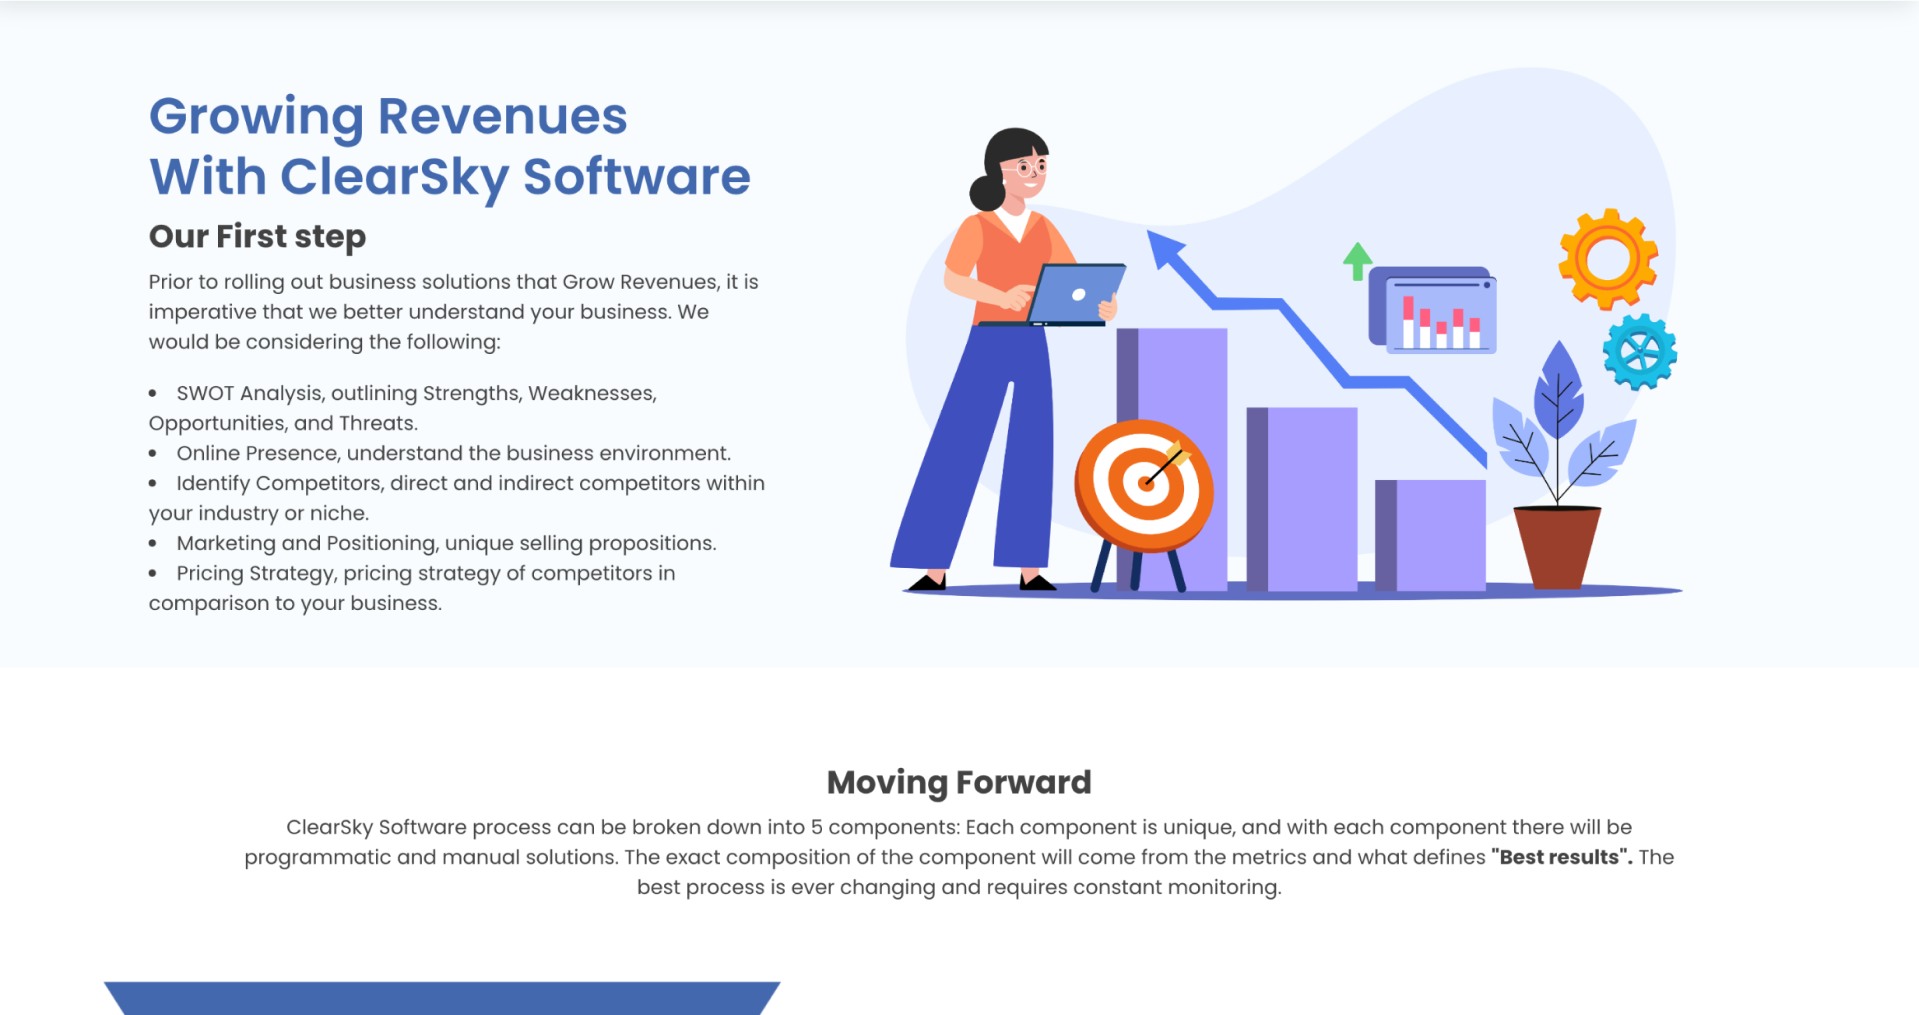 Growing Revenues
With ClearSky Software
Our First step
Prior to rolling out business solutions that Grow Revenues, it is
imperative that we better understand your business. We
would be considering the following:
• SWOT Analysis, outlining Strengths, Weaknesses,
Opportunities, and Threats.
• Online Presence, understand the business environment.
• Identify Competitors, direct and indirect competitors within
your industry or niche.
• Marketing and Positioning, unique selling propositions.
• Pricing Strategy, pricing strategy of competitors in
comparison to your business.
Moving Forward
ClearSky Software process can be broken down into 5 components: Each component is unique, and with each component there will be
programmatic and manual solutions. The exact composition of the component will come from the metrics and what defines "Best results". The
best process is ever changing and requires constant monitoring.